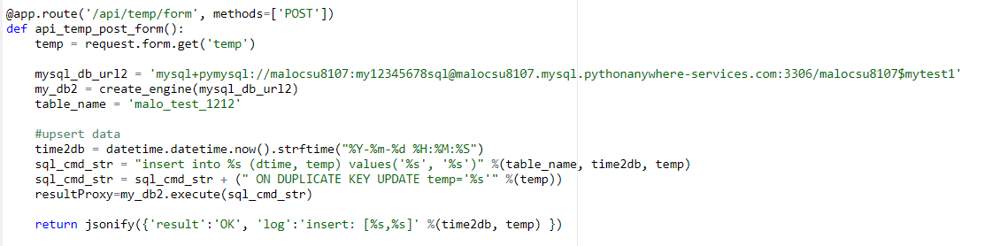 @app.route('/api/temp/form', methods=['POST'])
def api_temp_post_form():
    temp = request.form.get('temp')

    mysql_db_url2 = 'mysql+pymysql://malocsu8107:my12345678sql@malocsu8107.mysql.pythonanywhere-services.com:3306/malocsu8107$mytest1'
    my_db2 = create_engine(mysql_db_url2)
    table_name = 'malo_test_1212'

    #upsert data
    time2db = datetime.datetime.now().strftime("%Y-%m-%d %H:%M:%S")
    sql_cmd_str = "insert into %s (dtime, temp) values('%s', '%s')" %(table_name, time2db, temp)
    sql_cmd_str = sql_cmd_str + (" ON DUPLICATE KEY UPDATE temp='%s'" %(temp))
    resultProxy=my_db2.execute(sql_cmd_str)

    return jsonify({'result':'OK', 'log':'insert: [%s,%s]' %(time2db, temp) })